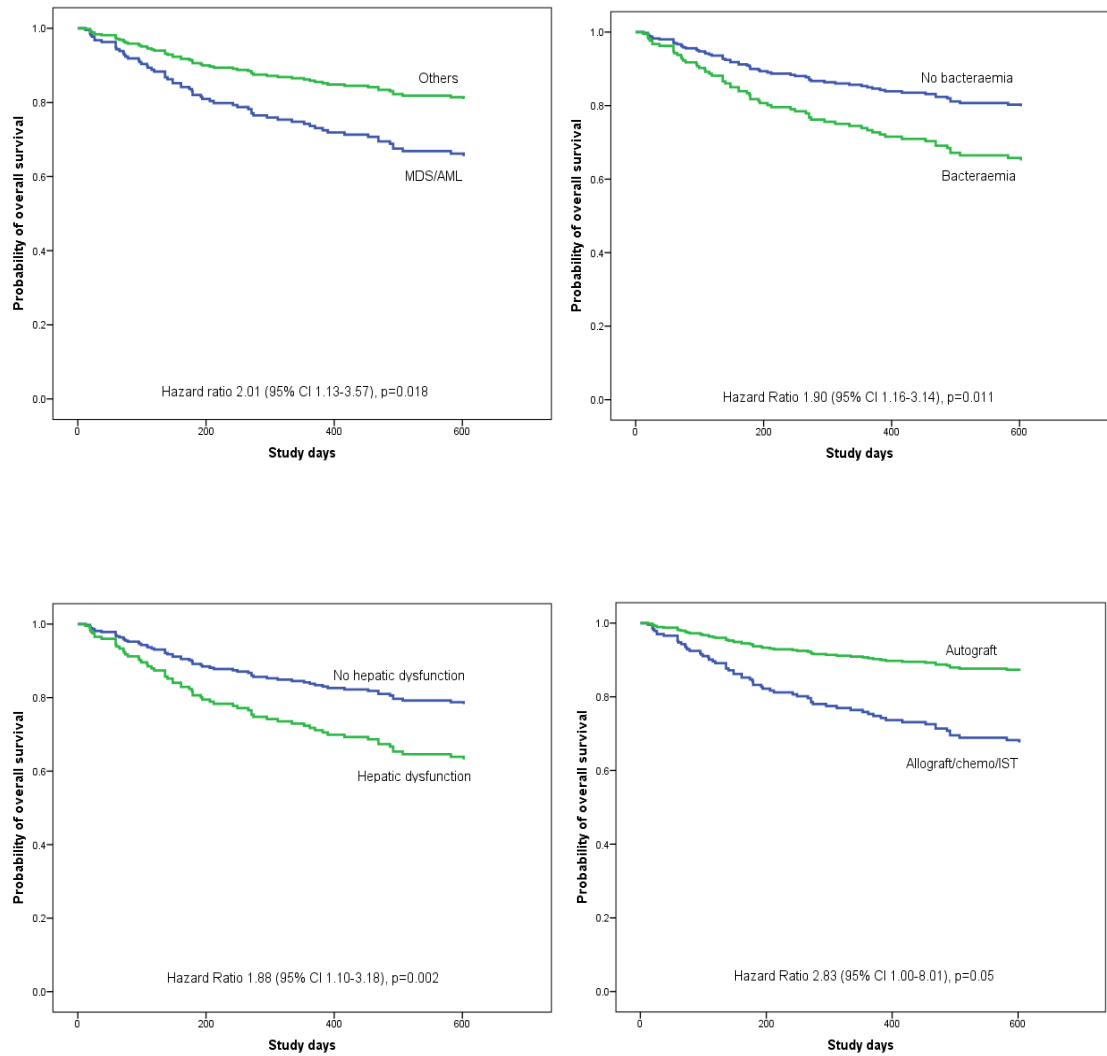 1.0
0.8
0.6
0.4
0.2
0.0
Probability of overall survival
Others
MDS/AML
Hazard ratio 2.01 (95% CI 1.13-3.57), p=0.018
0
200
400
600
Study days
1.0
0.8
0.6
0.4
0.2
0.0
Probability of overall survival
No bacteraemia
Bacteraemia
Hazard Ratio 1.90 (95% CI 1.16-3.14), p=0.011
0
200
400
600
Study days
1.0
0.8
0.6
0.4
0.2
0.0
Probability of overall survival
No hepatic dysfunction
Hepatic dysfunction
Hazard Ratio 1.88 (95% CI 1.10-3.18), p=0.002
0
200
400
600
Study days
1.0
0.8
0.6
0.4
0.2
0.0
Probability of overall survival
Autograft
Allograft/chemo/IST
Hazard Ratio 2.83 (95% CI 1.00-8.01), p=0.05
0
200
400
600
Study days